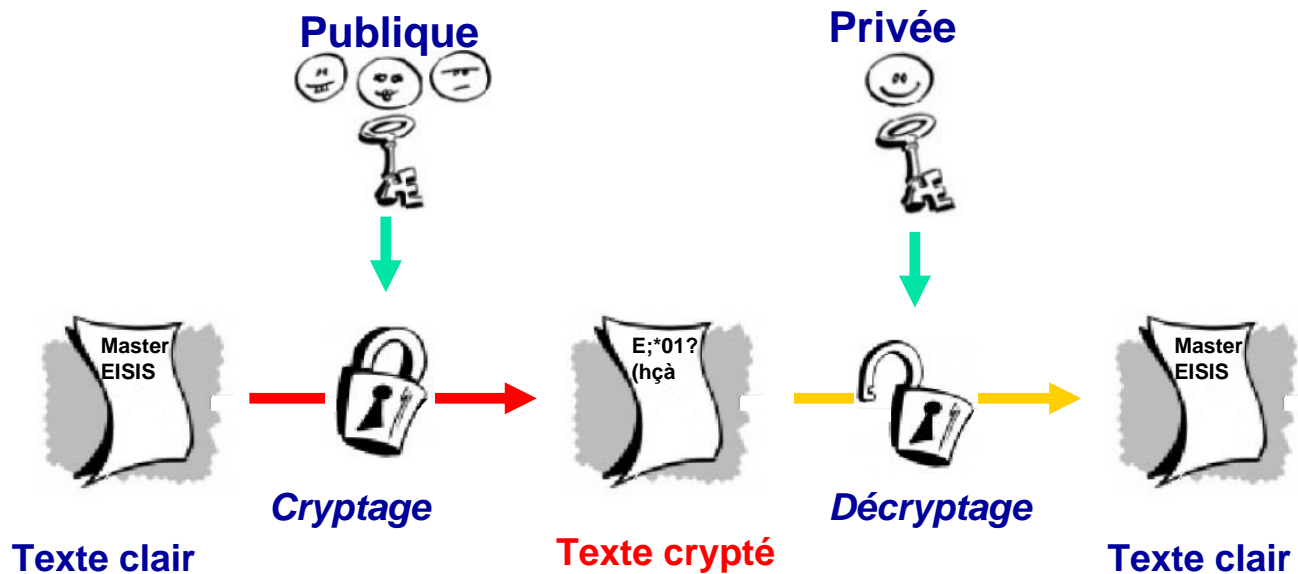 Publique
Privée
Master
EISIS
E;*01?
(hçà
Master
EISIS
Cryptage
Décryptage
Texte clair
Texte crypté
Texte clair